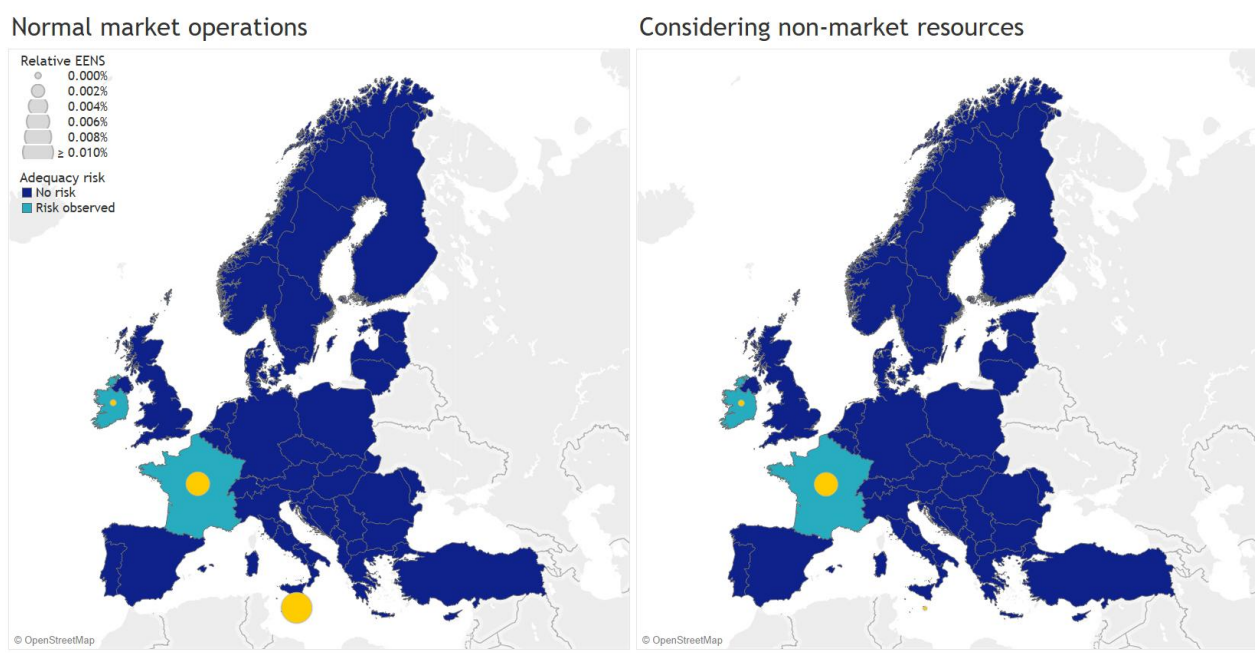 Normal market operations
Considering non-market resources
Relative EENS
0.000%
0.002%
0.004%
0.006%
0.008%
≥ 0.010%
Adequacy risk
No risk
Risk observed
© OpenStreetMap
© OpenStreetMap